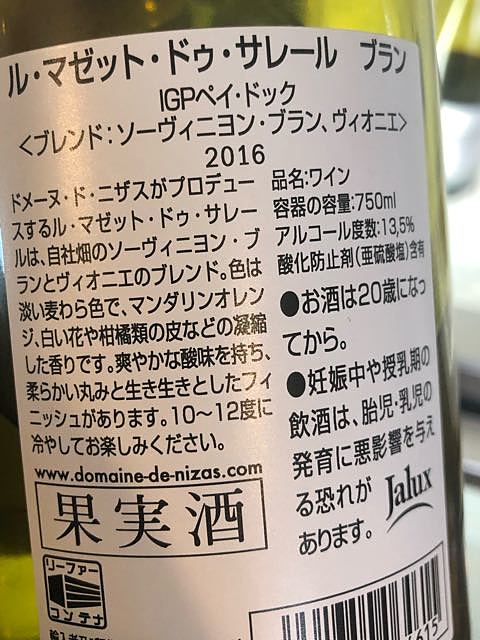 ル・マゼット・ドゥ・サレール ブラン
IGPペイ・ドック
<ブレンド:ソーヴィニヨン・ブラン、ヴィオニエ>
2016
ドメーヌ・ド・ニザスがプロデュー
スするル・マゼット・ドゥ・サレー
ルは、自社畑のソーヴィニヨン・ブ
ランとヴィオニエのブレンド。色は
淡い麦わら色で、マンダリンオレン
ジ、白い花や柑橘類の皮などの凝縮
した香りです。爽やかな酸味を持ち、
柔らかい丸みと生き生きとしたフィ
ニッシュがあります。10～12度に
冷やしてお楽しみください。
www.domaine-de-nizas.com
果実酒
リーファー
コンテナ
品名:ワイン
容器の容量:750ml
アルコール度数:13,5%
酸化防止剤(亜硫酸塩)含有
●お酒は20歳になっ
てから。
●妊娠中や授乳期の
飲酒は、胎児・乳児の
発育に悪影響を与え
る恐れが
あります。
Jalux